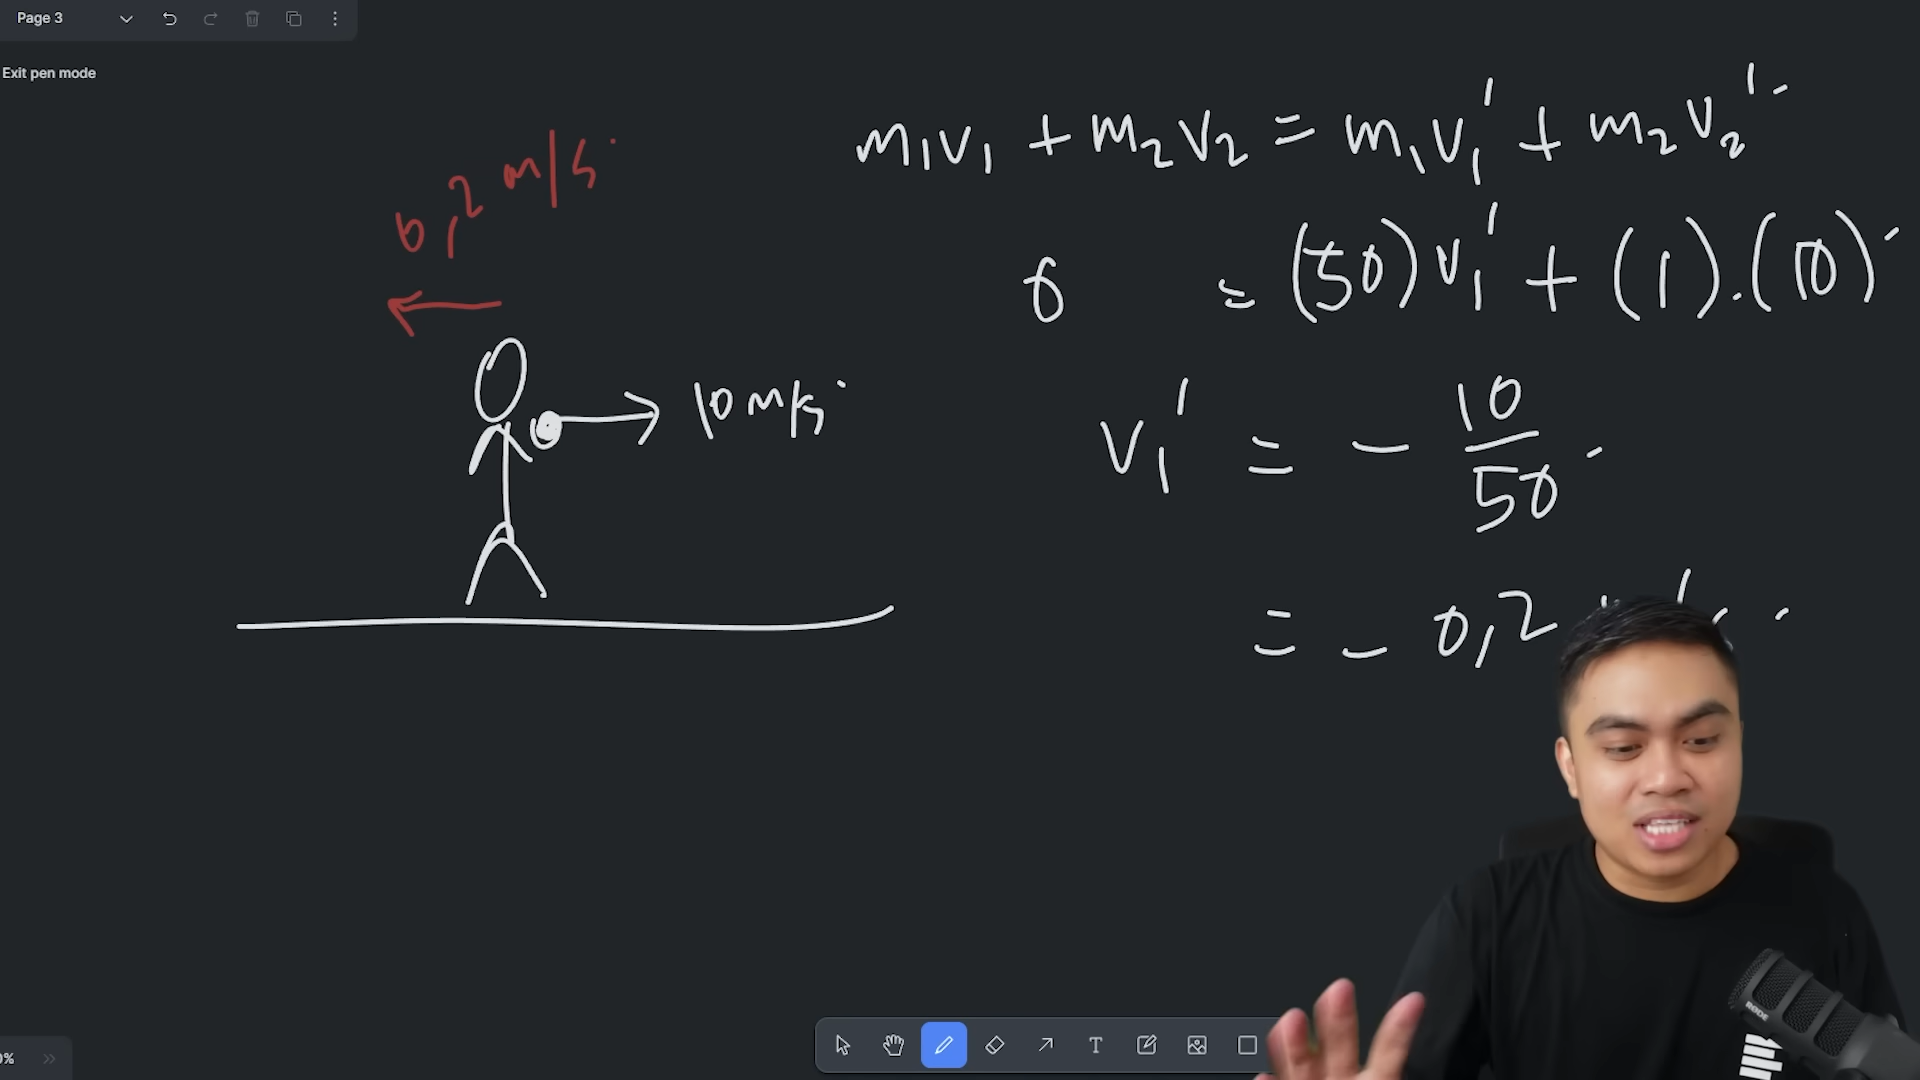 Page 3
Exit pen mode
0,2 m/s
10 m/s
m₁v₁ + m₂v₂ = m₁v₁' + m₂v₂'
0 = (50)v₁' + (1).(10)
v₁' = - 10/50
= - 0,2
T
RØDE